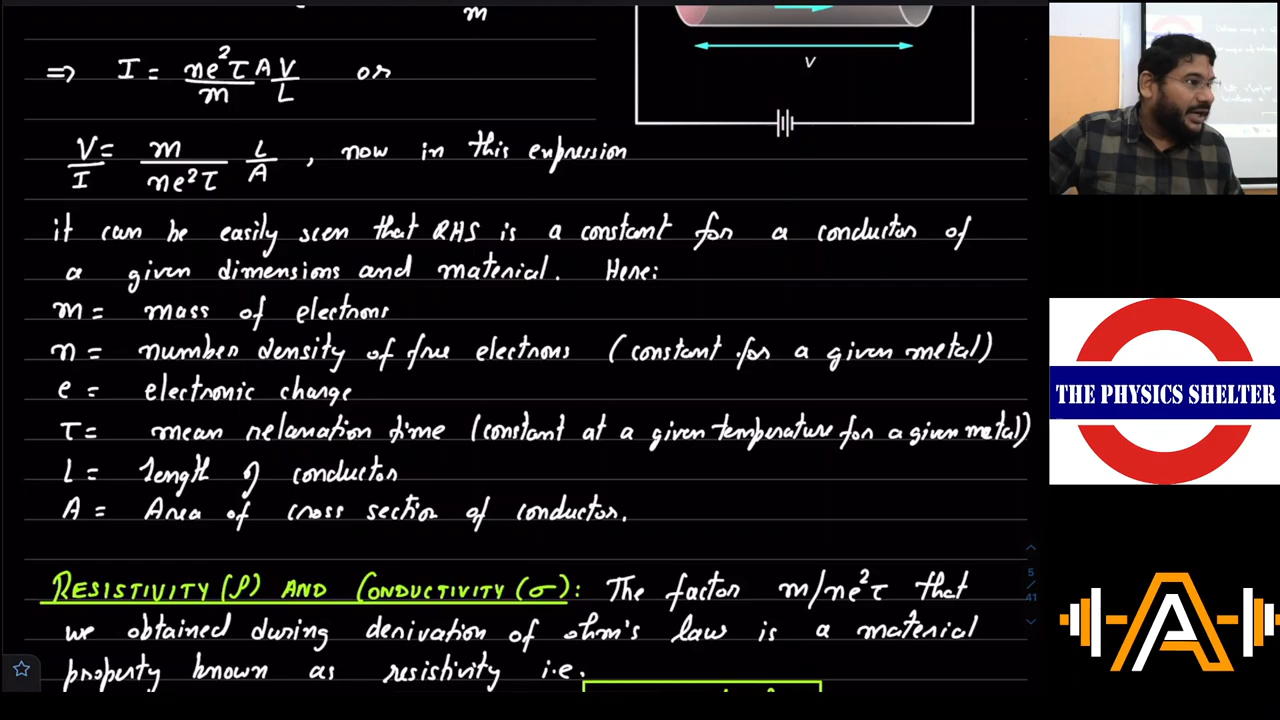 m
⇒ I = ne²τ A V or
m L
V
V = m L , now in this expression
I ne²τ A
it can be easily seen that RHS is a constant for a conductor of
a given dimensions and material. Here:
m = mass of electrons
n = number density of free electrons (constant for a given metal)
e = electronic charge
τ = mean relaxation time (constant at a given temperature for a given metal)
L = length of conductor
A = Area of cross section of conductor.
RESISTIVITY (ρ) AND CONDUCTIVITY (σ): The factor m/ne²τ that
we obtained during derivation of ohm's law is a material
property known as resistivity i.e.
5
/
41
THE PHYSICS SHELTER
A